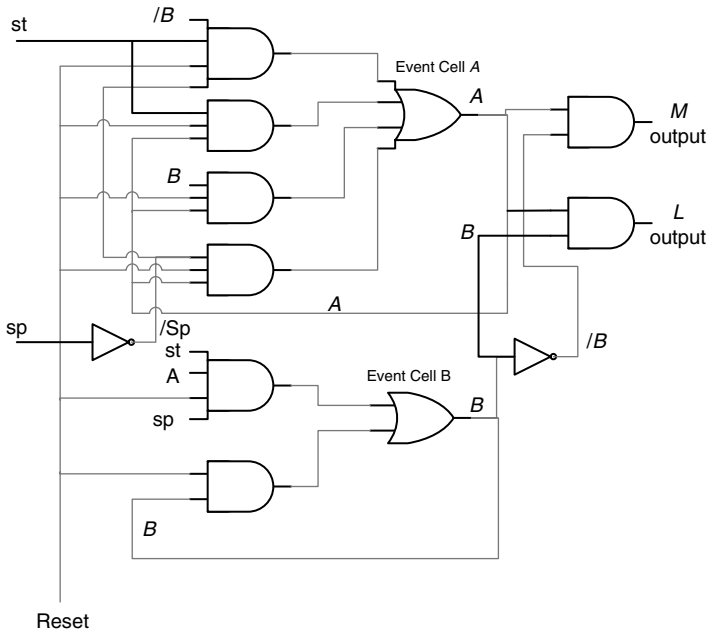 /B
st
Event Cell A
A
M
output
B
L
output
B
A
sp
/Sp
st
/B
A
Event Cell B
B
sp
B
Reset